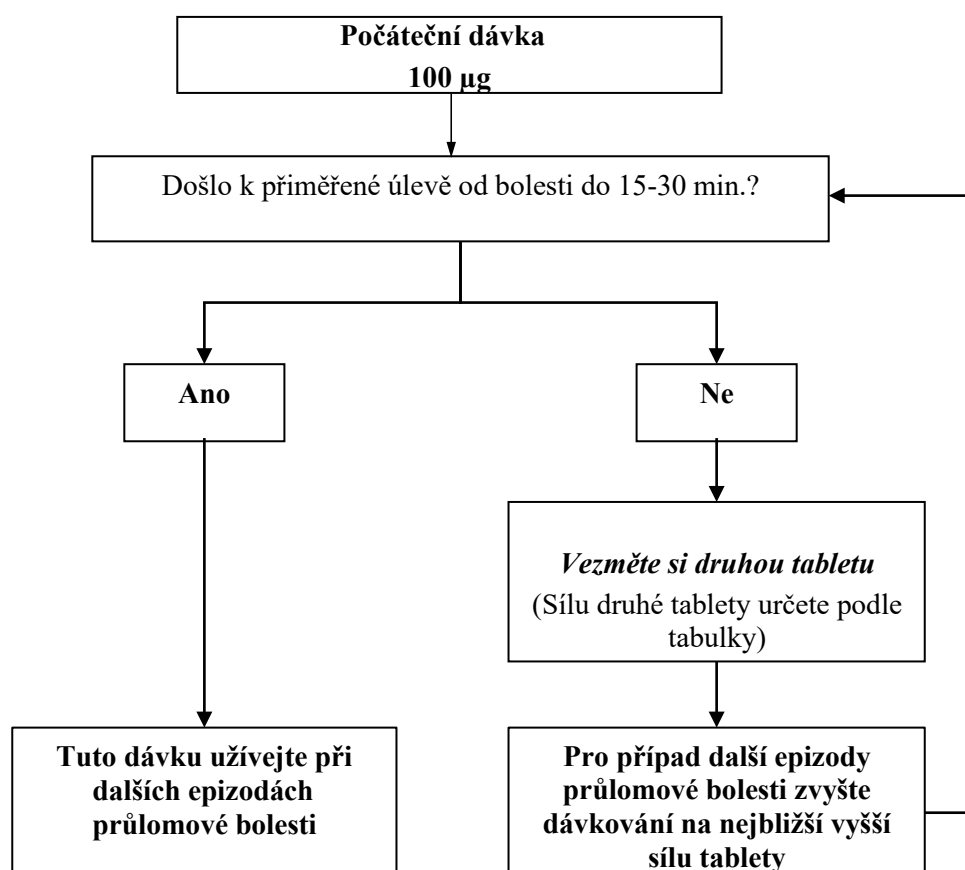 Počáteční dávka
100 µg
Došlo k přiměřené úlevě od bolesti do 15-30 min.?
Ano
Ne
Vezměte si druhou tabletu
(Sílu druhé tablety určete podle
tabulky)
Tuto dávku užívejte při
dalších epizodách
průlomové bolesti
Pro případ další epizody
průlomové bolesti zvyšte
dávkování na nejbližší vyšší
sílu tablety